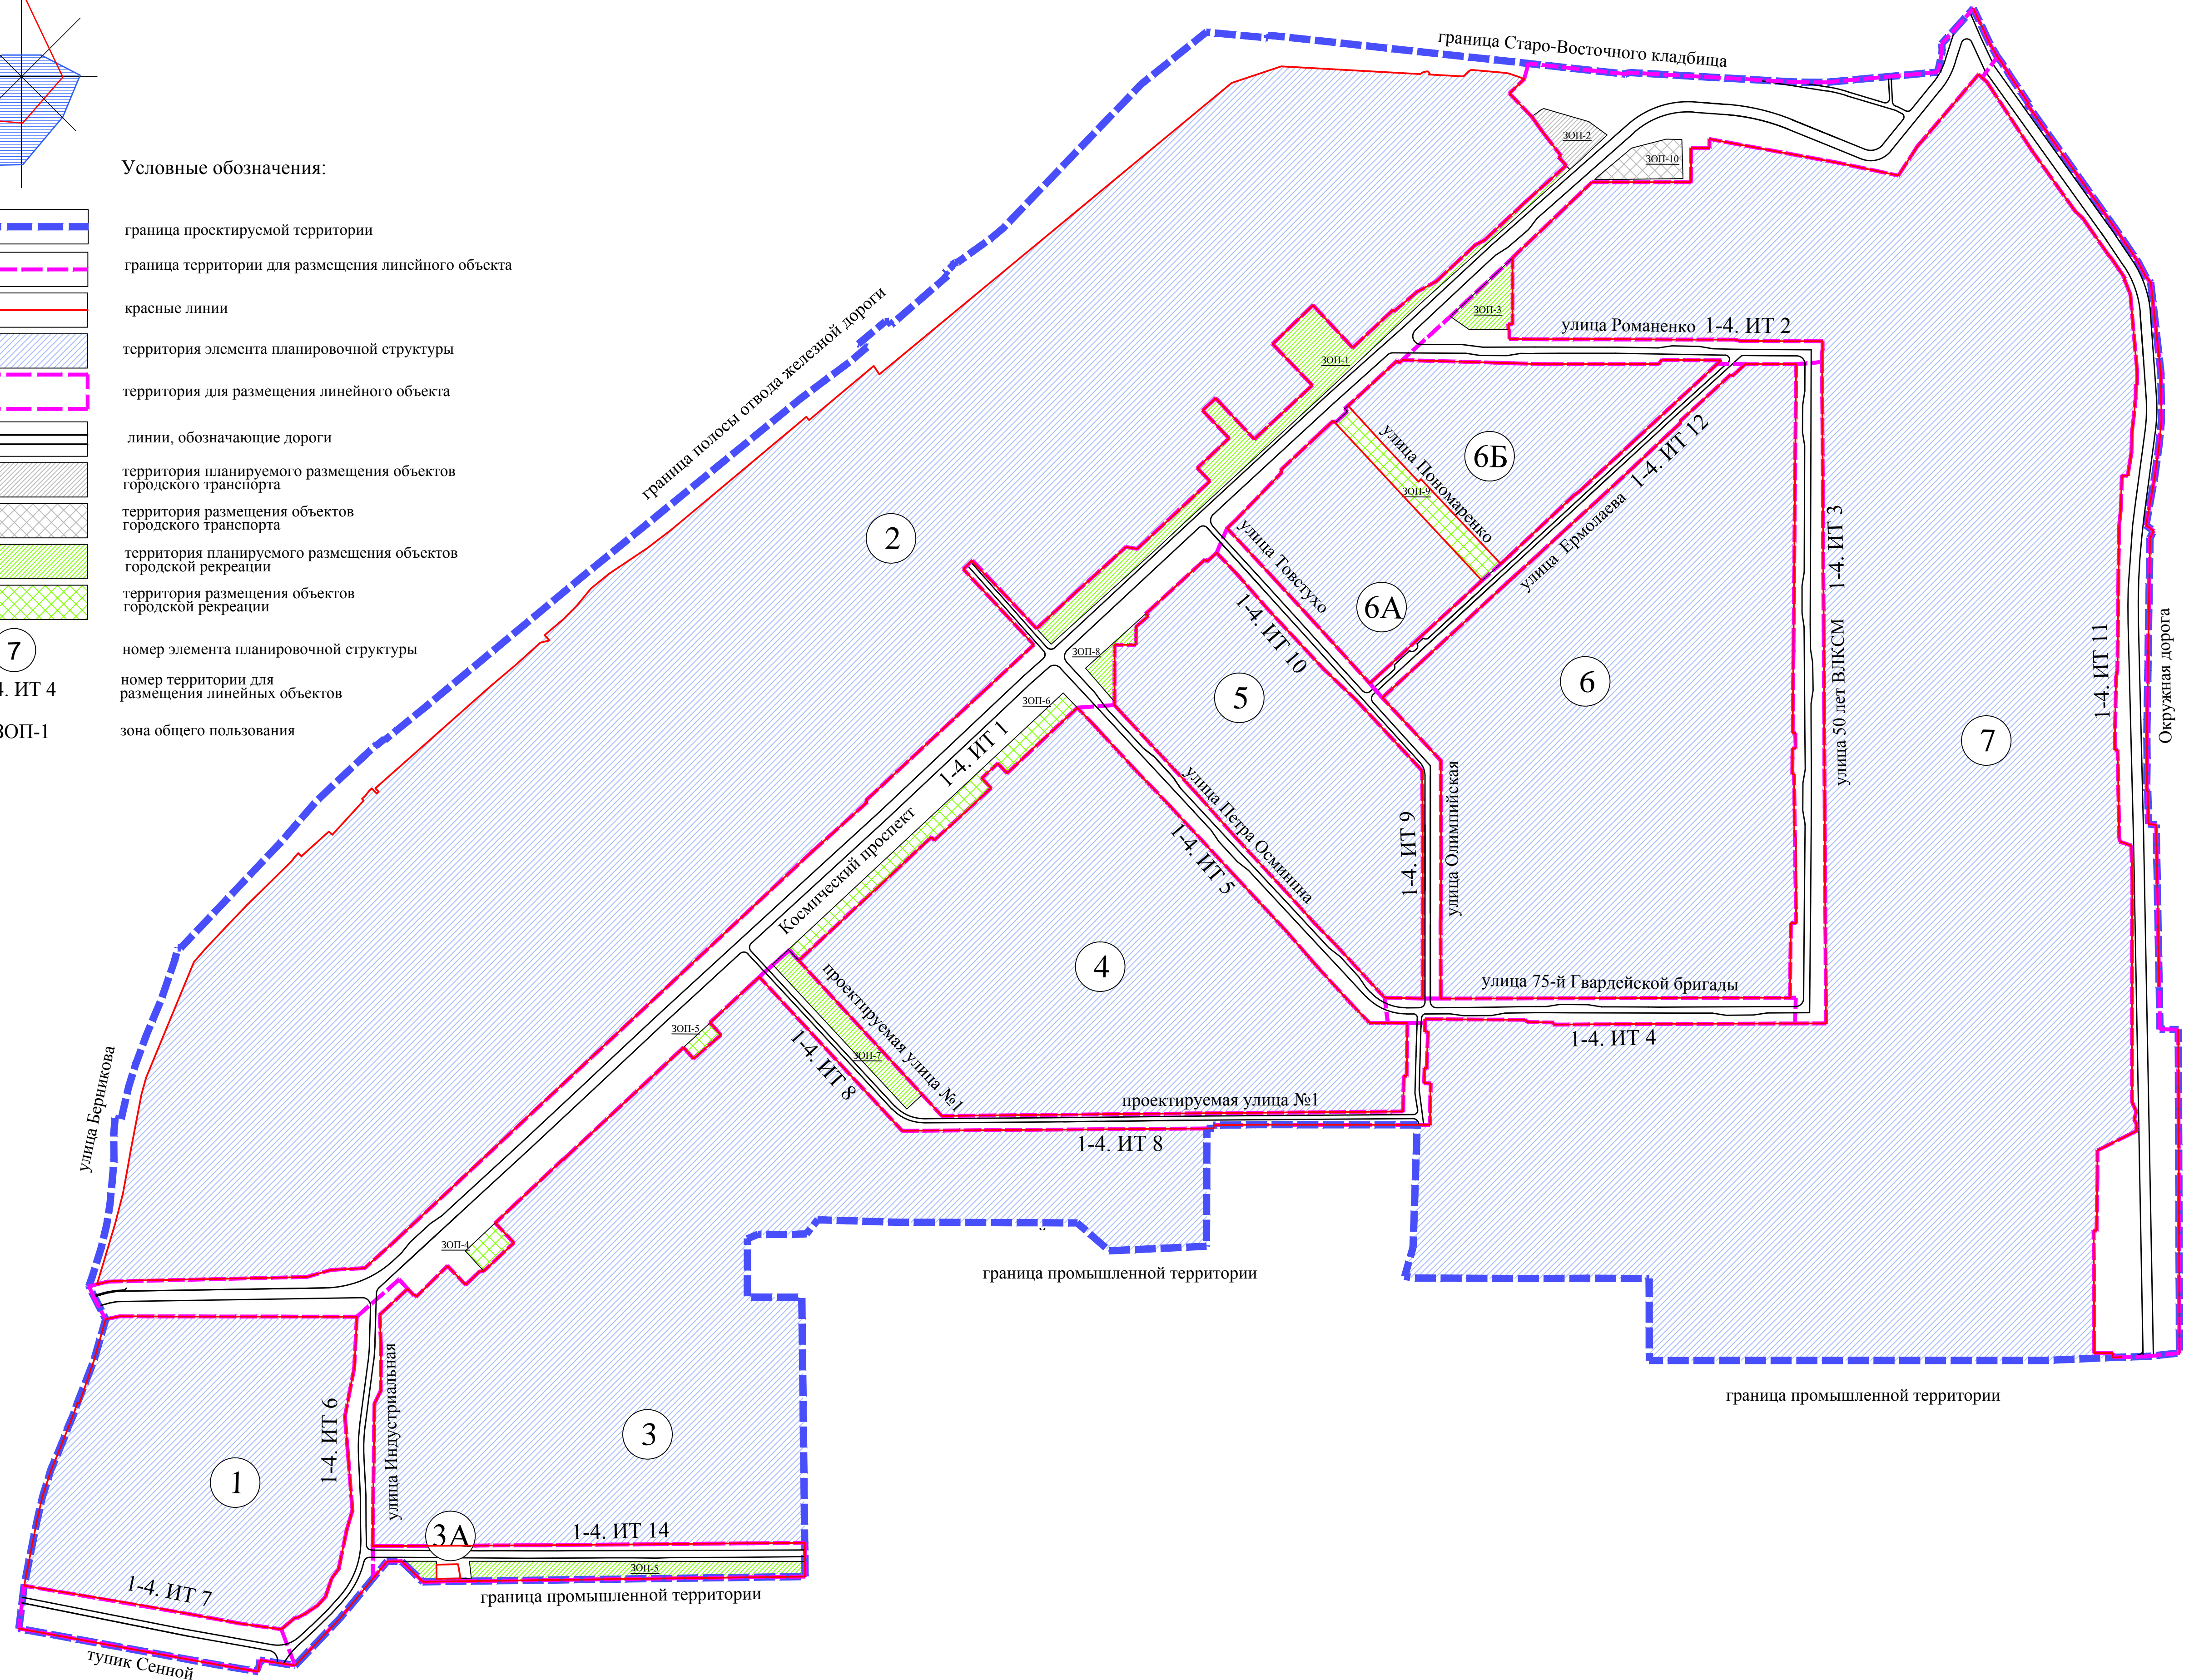 Условные обозначения:
граница проектируемой территории
граница территории для размещения линейного объекта
красные линии
территория элемента планировочной структуры
территория для размещения линейного объекта
линии, обозначающие дороги
территория планируемого размещения объектов
городского транспорта
территория размещения объектов
городского транспорта
территория планируемого размещения объектов
городской рекреации
территория размещения объектов
городской рекреации
7
номер элемента планировочной структуры
4. ИТ 4
номер территории для
размещения линейных объектов
ЗОП-1
зона общего пользования
граница Старо-Восточного кладбища
ЗОП-2
ЗОП-10
граница полосы отвода железной дороги
ЗОП-3
улица Романенко 1-4. ИТ 2
ЗОП-1
6Б
улица Пономаренко
ЗОП-9
улица Ермолаева 1-4. ИТ 12
2
улица Товстухо
1-4. ИТ 10
6А
6
улица 50 лет ВЛКСМ 1-4. ИТ 3
1-4. ИТ 11
Окружная дорога
7
ЗОП-8
5
ЗОП-6
Космический проспект 1-4. ИТ 1
улица Петра Осминина
1-4. ИТ 5
1-4. ИТ 9
улица Олимпийская
4
улица 75-й Гвардейской бригады
1-4. ИТ 4
ЗОП-5
проектируемая улица №1
ЗОП-7
1-4. ИТ 8
проектируемая улица №1
1-4. ИТ 8
улица Берникова
ЗОП-4
граница промышленной территории
граница промышленной территории
1-4. ИТ 6
улица Индустриальная
3
1
3А
1-4. ИТ 14
ЗОП-5
граница промышленной территории
1-4. ИТ 7
тупик Сенной